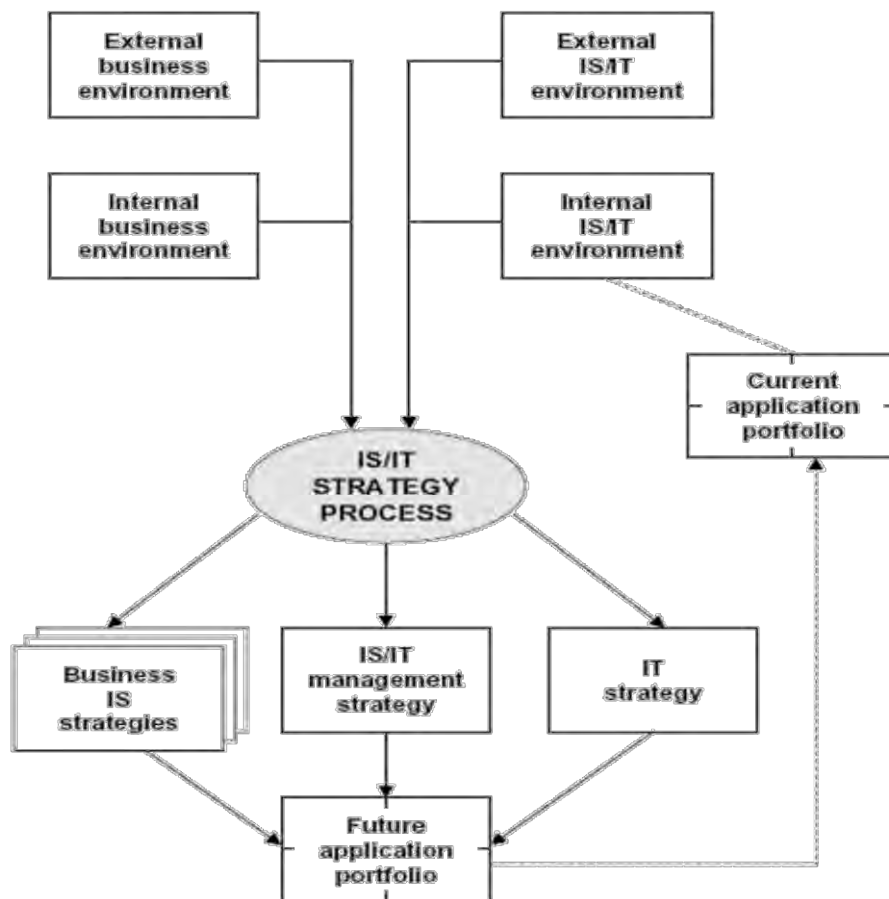 External
business
environment
External
IS/IT
environment
Internal
business
environment
Internal
IS/IT
environment
Current
application
portfolio
IS/IT
STRATEGY
PROCESS
Business
IS
strategies
IS/IT
management
strategy
IT
strategy
Future
application
portfolio